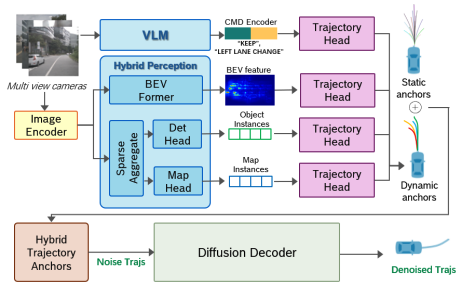 VLM
CMD Encoder
"KEEP",
"LEFT LANE CHANGE"
Trajectory
Head
Multi view cameras
Image
Encoder
Hybrid Perception
BEV
Former
BEV feature
Trajectory
Head
Static
anchors
Sparse
Aggregate
Det
Head
Object
Instances
Trajectory
Head
Map
Head
Map
Instances
Trajectory
Head
Dynamic
anchors
Hybrid
Trajectory
Anchors
Noise Trajs
Diffusion Decoder
Denoised Trajs